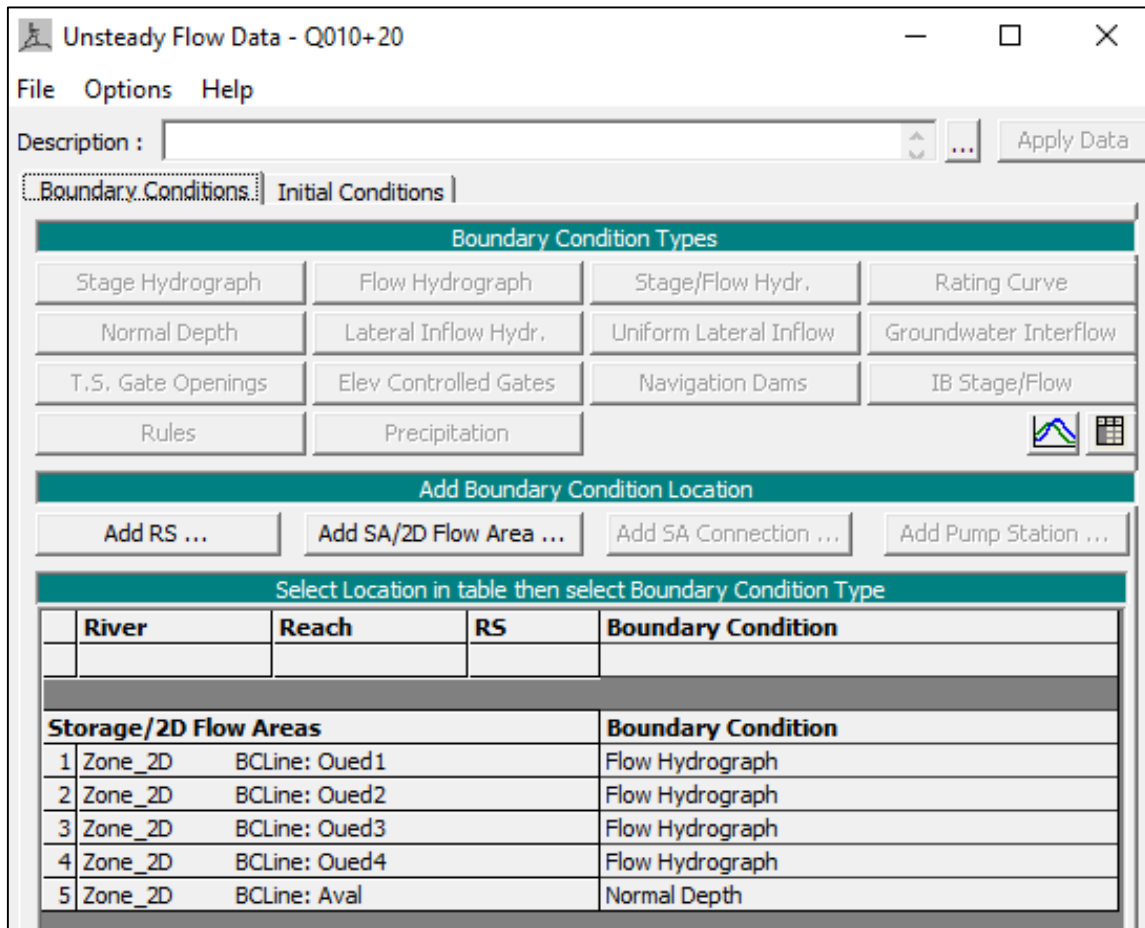 Unsteady Flow Data - Q010+20
File Options Help
Description : ... Apply Data
Boundary Conditions Initial Conditions
Boundary Condition Types
Stage Hydrograph Flow Hydrograph Stage/Flow Hydr. Rating Curve
Normal Depth Lateral Inflow Hydr. Uniform Lateral Inflow Groundwater Interflow
T.S. Gate Openings Elev Controlled Gates Navigation Dams IB Stage/Flow
Rules Precipitation
Add Boundary Condition Location
Add RS ... Add SA/2D Flow Area ... Add SA Connection ... Add Pump Station ...
Select Location in table then select Boundary Condition Type
River Reach RS Boundary Condition
Storage/2D Flow Areas Boundary Condition
1 Zone_2D BCLine: Oued1 Flow Hydrograph
2 Zone_2D BCLine: Oued2 Flow Hydrograph
3 Zone_2D BCLine: Oued3 Flow Hydrograph
4 Zone_2D BCLine: Oued4 Flow Hydrograph
5 Zone_2D BCLine: Aval Normal Depth